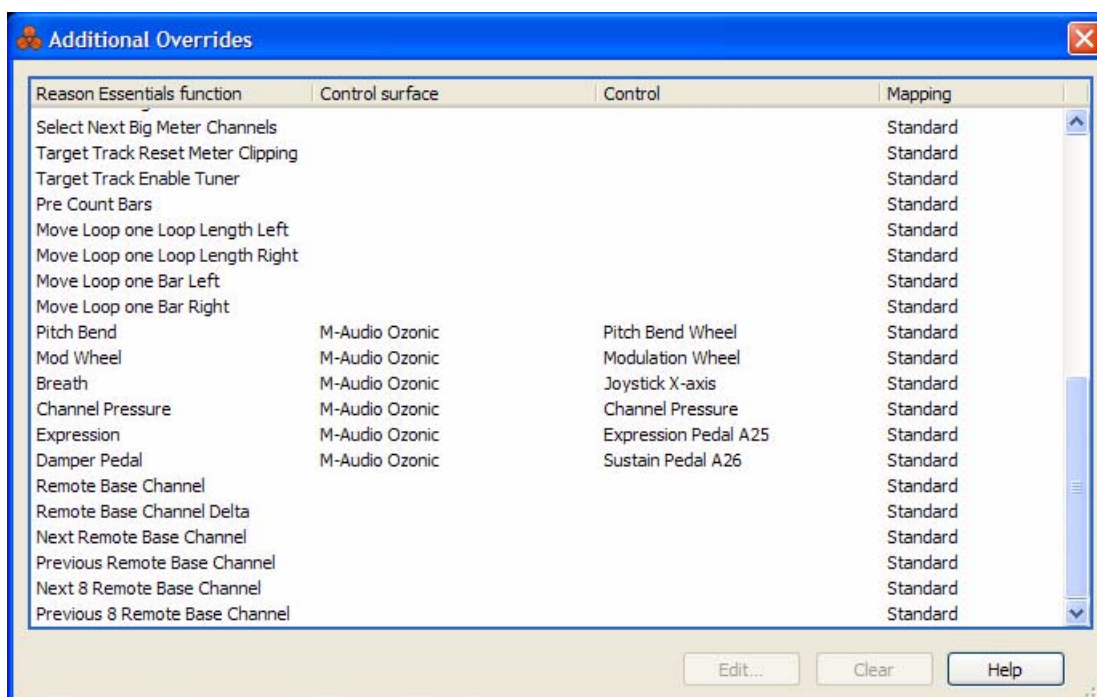 Additional Overrides
Reason Essentials function Control surface Control Mapping
Select Next Big Meter Channels Standard
Target Track Reset Meter Clipping Standard
Target Track Enable Tuner Standard
Pre Count Bars Standard
Move Loop one Loop Length Left Standard
Move Loop one Loop Length Right Standard
Move Loop one Bar Left Standard
Move Loop one Bar Right Standard
Pitch Bend M-Audio Ozonic Pitch Bend Wheel Standard
Mod Wheel M-Audio Ozonic Modulation Wheel Standard
Breath M-Audio Ozonic Joystick X-axis Standard
Channel Pressure M-Audio Ozonic Channel Pressure Standard
Expression M-Audio Ozonic Expression Pedal A25 Standard
Damper Pedal M-Audio Ozonic Sustain Pedal A26 Standard
Remote Base Channel Standard
Remote Base Channel Delta Standard
Next Remote Base Channel Standard
Previous Remote Base Channel Standard
Next 8 Remote Base Channel Standard
Previous 8 Remote Base Channel Standard
Edit... Clear Help